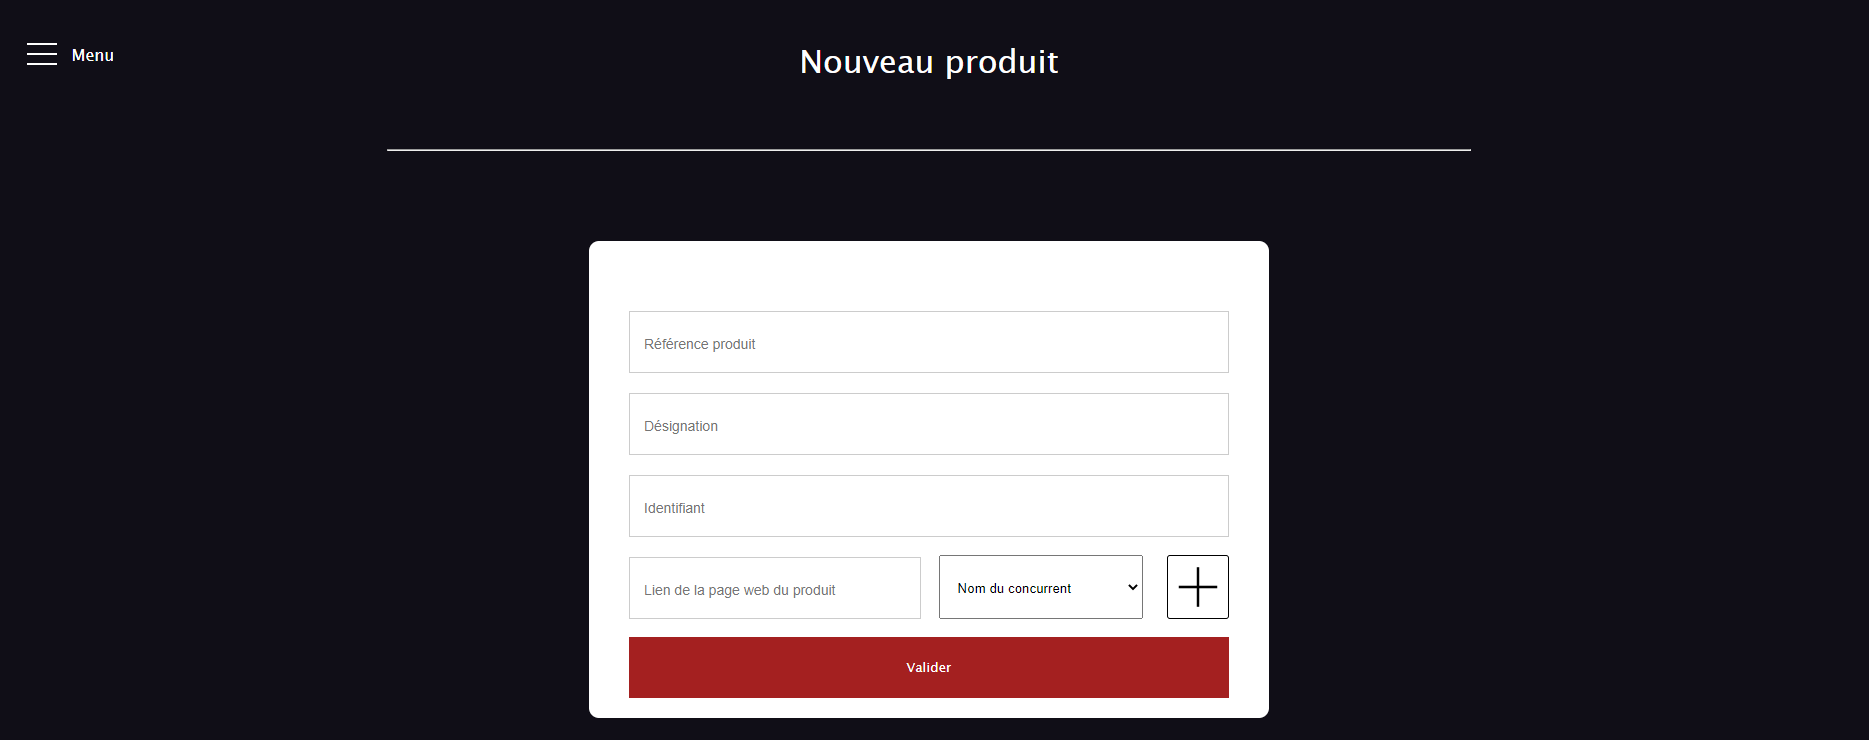 Menu
Nouveau produit
Référence produit
Désignation
Identifiant
Lien de la page web du produit
Nom du concurrent
Valider